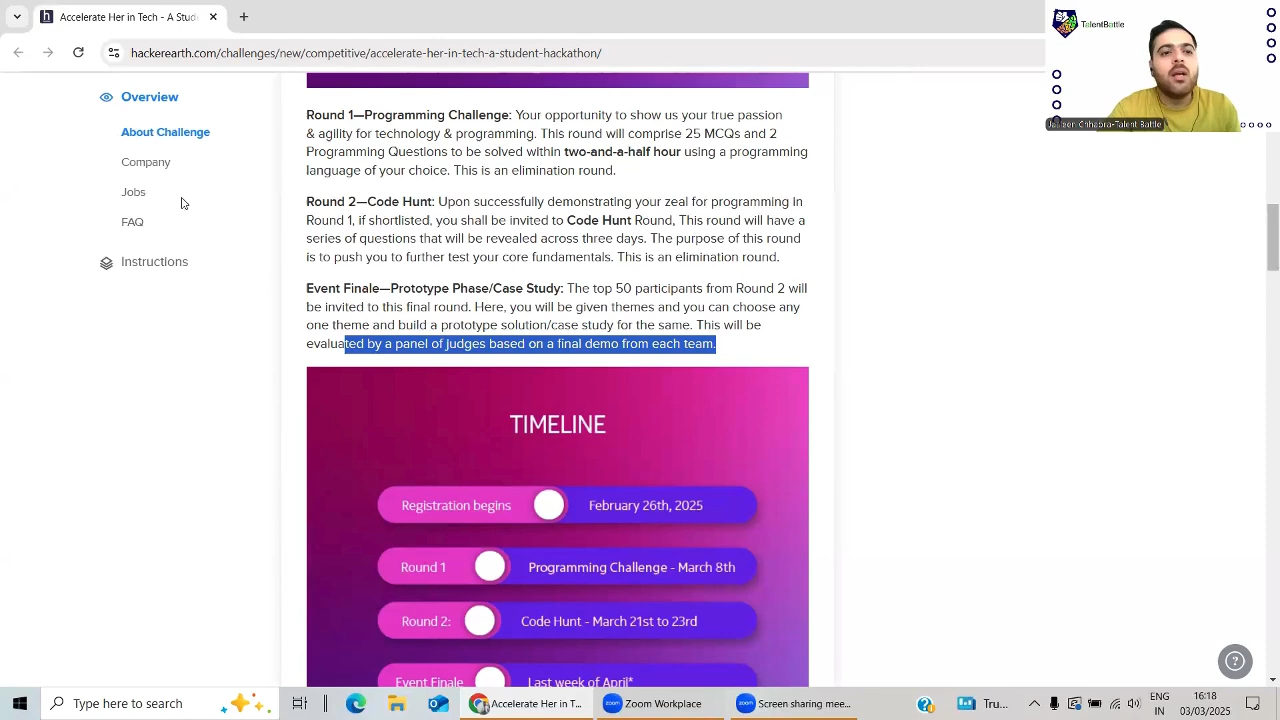 Accelerate Her in Tech - A Stud
hackerearth.com/challenges/new/competitive/accelerate-her-in-tech-a-student-hackathon/
TalentBattle
Overview
About Challenge
Company
Jobs
FAQ
Instructions
Round 1—Programming Challenge: Your opportunity to show us your true passion
& agility for technology & programming. This round will comprise 25 MCQs and 2
Programming Questions to be solved within two-and-a-half hour using a programming
language of your choice. This is an elimination round.
Round 2—Code Hunt: Upon successfully demonstrating your zeal for programming in
Round 1, if shortlisted, you shall be invited to Code Hunt Round, This round will have a
series of questions that will be revealed across three days. The purpose of this round
is to push you to further test your core fundamentals. This is an elimination round.
Event Finale—Prototype Phase/Case Study: The top 50 participants from Round 2 will
be invited to this final round. Here, you will be given themes and you can choose any
one theme and build a prototype solution/case study for the same. This will be
evaluated by a panel of judges based on a final demo from each team.
TIMELINE
Registration begins February 26th, 2025
Round 1 Programming Challenge - March 8th
Round 2: Code Hunt - March 21st to 23rd
Event Finale Last week of April*
Type here to search
Accelerate Her in T...
Zoom Workplace
Screen sharing mee...
Tru...
ENG
IN
16:18
03/03/2025
Chhabra-Talent Battle